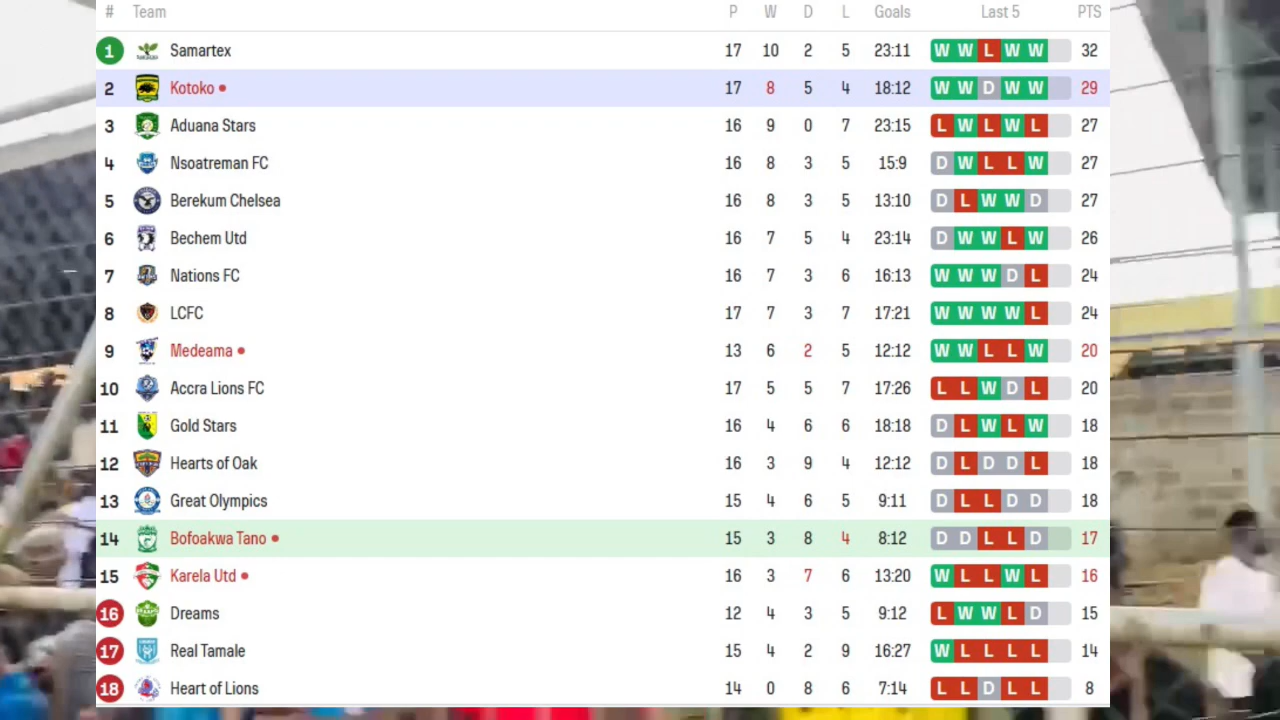 # Team P W D L Goals Last 5 PTS
1 Samartex 17 10 2 5 23:11 W W L W W 32
2 Kotoko 17 8 5 4 18:12 W W D W W 29
3 Aduana Stars 16 9 0 7 23:15 L W L W L 27
4 Nsoatreman FC 16 8 3 5 15:9 D W L L W 27
5 Berekum Chelsea 16 8 3 5 13:10 D L W W D 27
6 Bechem Utd 16 7 5 4 23:14 D W W L W 26
7 Nations FC 16 7 3 6 16:13 W W W D L 24
8 LCFC 17 7 3 7 17:21 W W W W L 24
9 Medeama 13 6 2 5 12:12 W W L L W 20
10 Accra Lions FC 17 5 5 7 17:26 L L W D L 20
11 Gold Stars 16 4 6 6 18:18 D L W L W 18
12 Hearts of Oak 16 3 9 4 12:12 D L D D L 18
13 Great Olympics 15 4 6 5 9:11 D L L D D 18
14 Bofoakwa Tano 15 3 8 4 8:12 D D L L D 17
15 Karela Utd 16 3 7 6 13:20 W L L W L 16
16 Dreams 12 4 3 5 9:12 L W W L D 15
17 Real Tamale 15 4 2 9 16:27 W L L L L 14
18 Heart of Lions 14 0 8 6 7:14 L L D L L 8